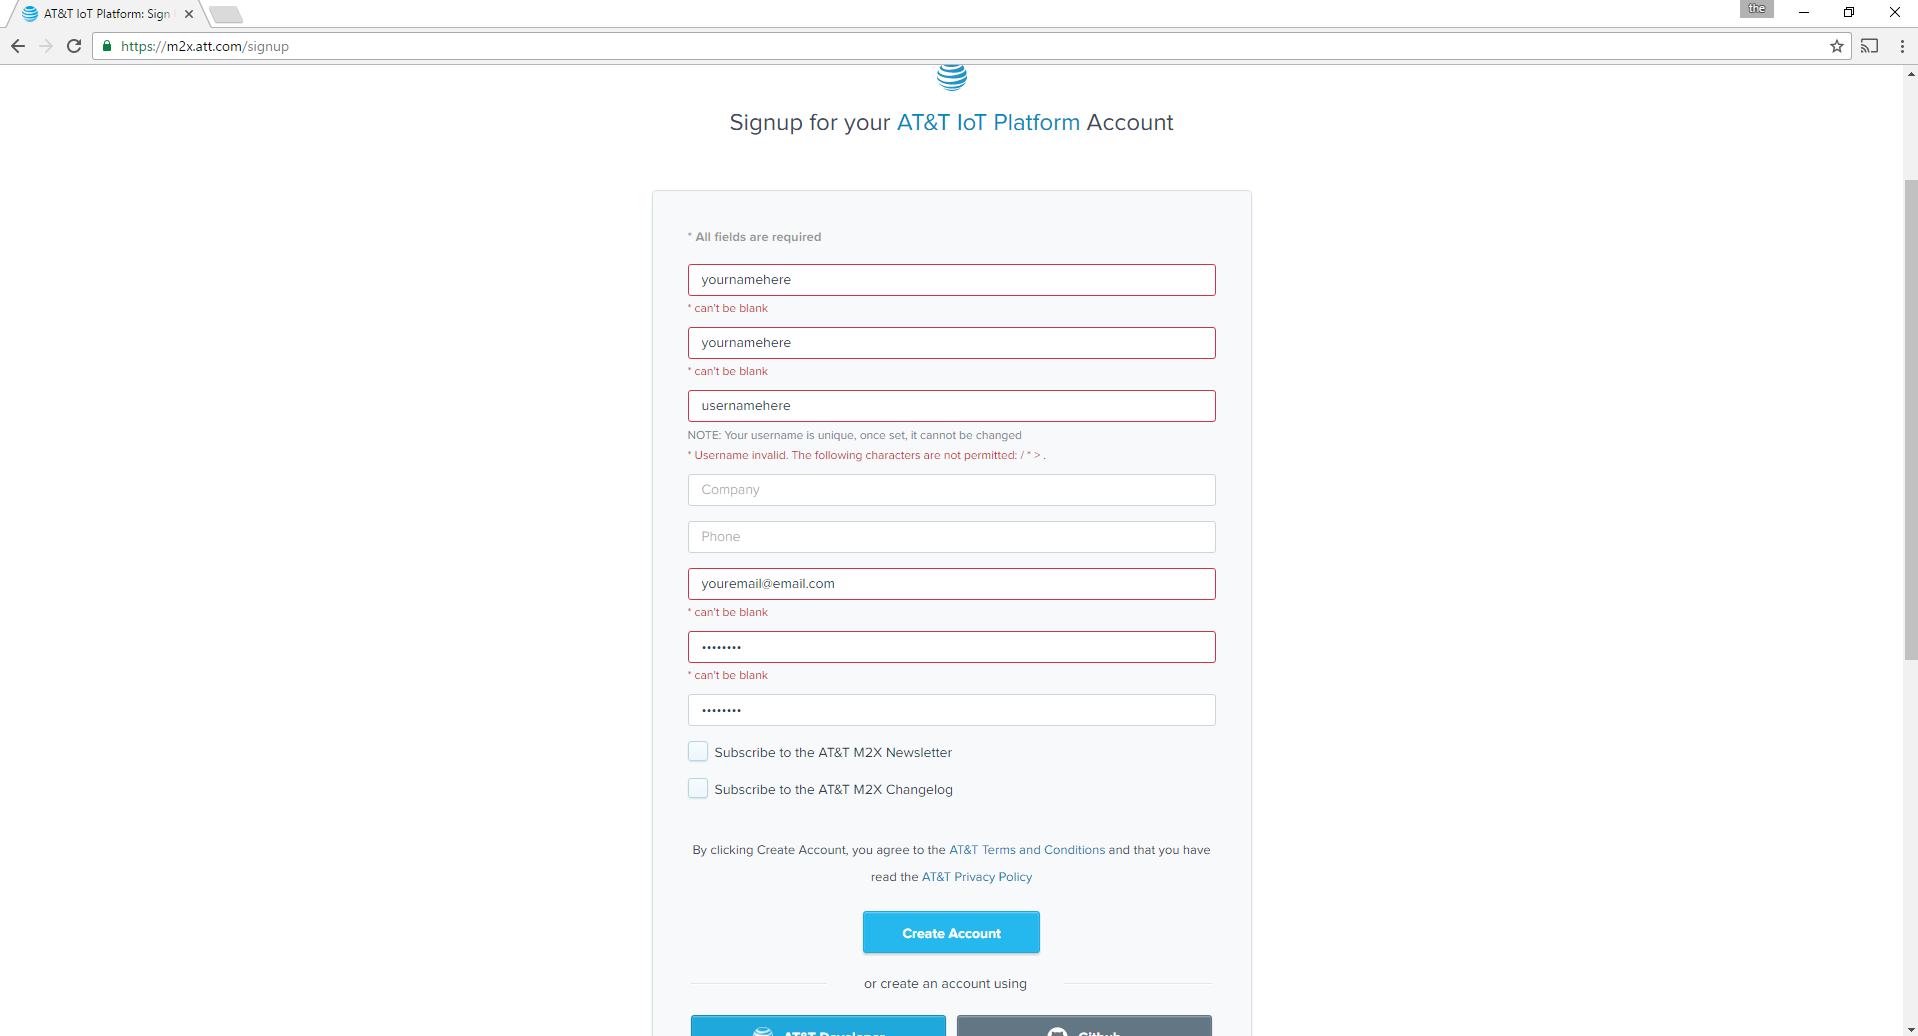 AT&T IoT Platform: Sign
the
https://m2x.att.com/signup
Signup for your AT&T IoT Platform Account
* All fields are required
yournamehere
* can't be blank
yournamehere
* can't be blank
usernamehere
NOTE: Your username is unique, once set, it cannot be changed
* Username invalid. The following characters are not permitted: / * > .
Company
Phone
youremail@email.com
* can't be blank
••••••••
* can't be blank
••••••••
Subscribe to the AT&T M2X Newsletter
Subscribe to the AT&T M2X Changelog
By clicking Create Account, you agree to the AT&T Terms and Conditions and that you have
read the AT&T Privacy Policy
Create Account
or create an account using
AT&T Developer
Github